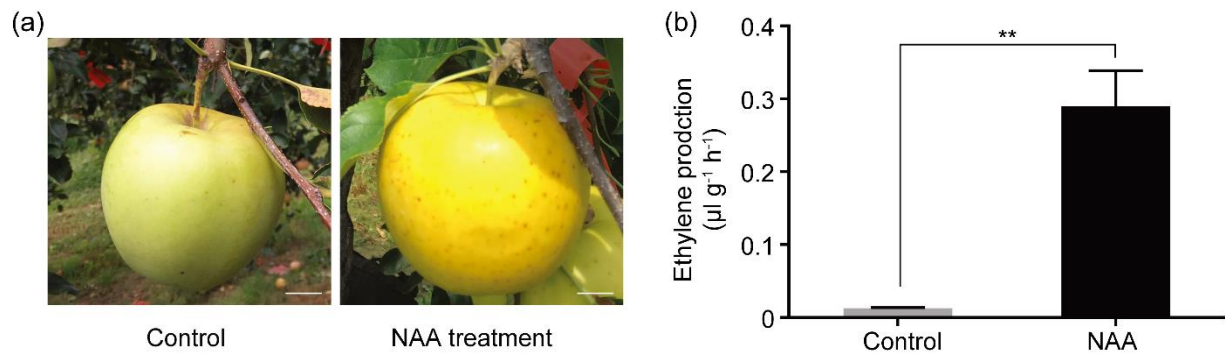 (a)
Control
NAA treatment
(b)
Ethylene prodction
(µl g⁻¹ h⁻¹)
0.4
0.3
0.2
0.1
0
**
Control
NAA